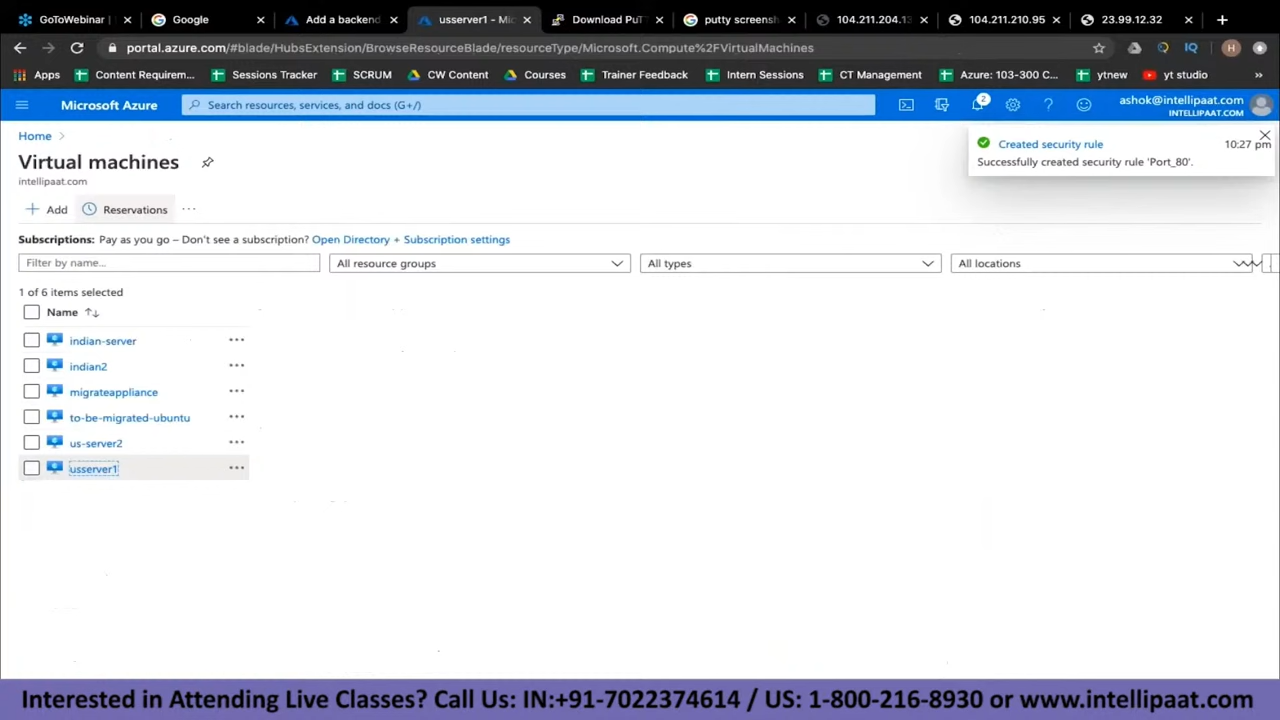 GoToWebinar
Google
Add a backend
usserver1 - Mic
Download PuTT
putty screensh
104.211.204.13
104.211.210.95
23.99.12.32
portal.azure.com/#blade/HubsExtension/BrowseResourceBlade/resourceType/Microsoft.Compute%2FVirtualMachines
IQ
H
Apps
Content Requirem...
Sessions Tracker
SCRUM
CW Content
Courses
Trainer Feedback
Intern Sessions
CT Management
Azure: 103-300 C...
ytnew
yt studio
»
Microsoft Azure
Search resources, services, and docs (G+/)
2
ashok@intellipaat.com
INTELLIPAAT.COM
Home >
Created security rule
10:27 pm
Successfully created security rule 'Port_80'.
Virtual machines
intellipaat.com
+ Add
Reservations
...
Subscriptions: Pay as you go – Don't see a subscription? Open Directory + Subscription settings
Filter by name...
All resource groups
All types
All locations
1 of 6 items selected
Name ↑↓
indian-server
indian2
migrateappliance
to-be-migrated-ubuntu
us-server2
usserver1
Interested in Attending Live Classes? Call Us: IN:+91-7022374614 / US: 1-800-216-8930 or www.intellipaat.com